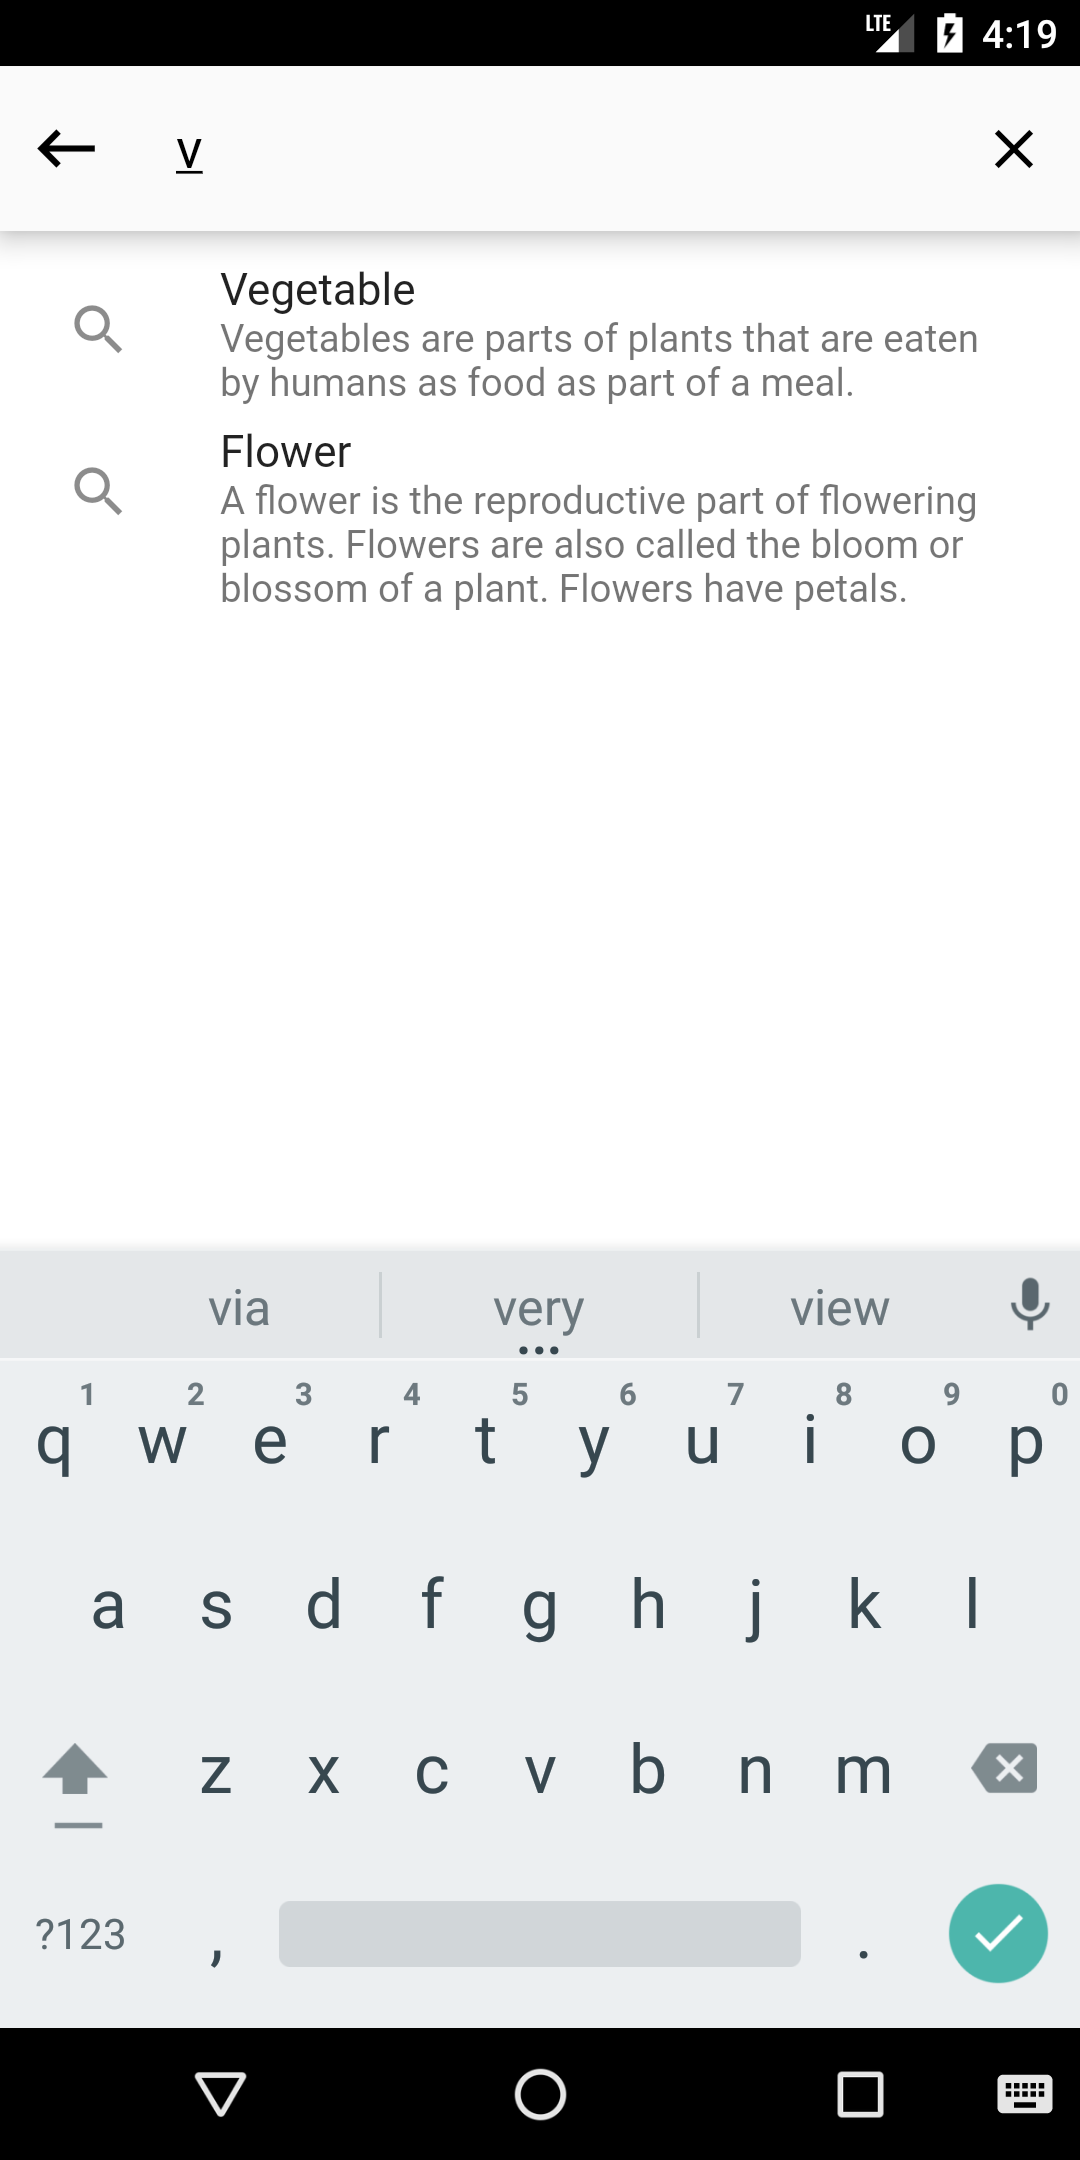 LTE 4:19
v
Vegetable
Vegetables are parts of plants that are eaten
by humans as food as part of a meal.
Flower
A flower is the reproductive part of flowering
plants. Flowers are also called the bloom or
blossom of a plant. Flowers have petals.
via very view
1 2 3 4 5 6 7 8 9 0
q w e r t y u i o p
a s d f g h j k l
z x c v b n m
?123 , .